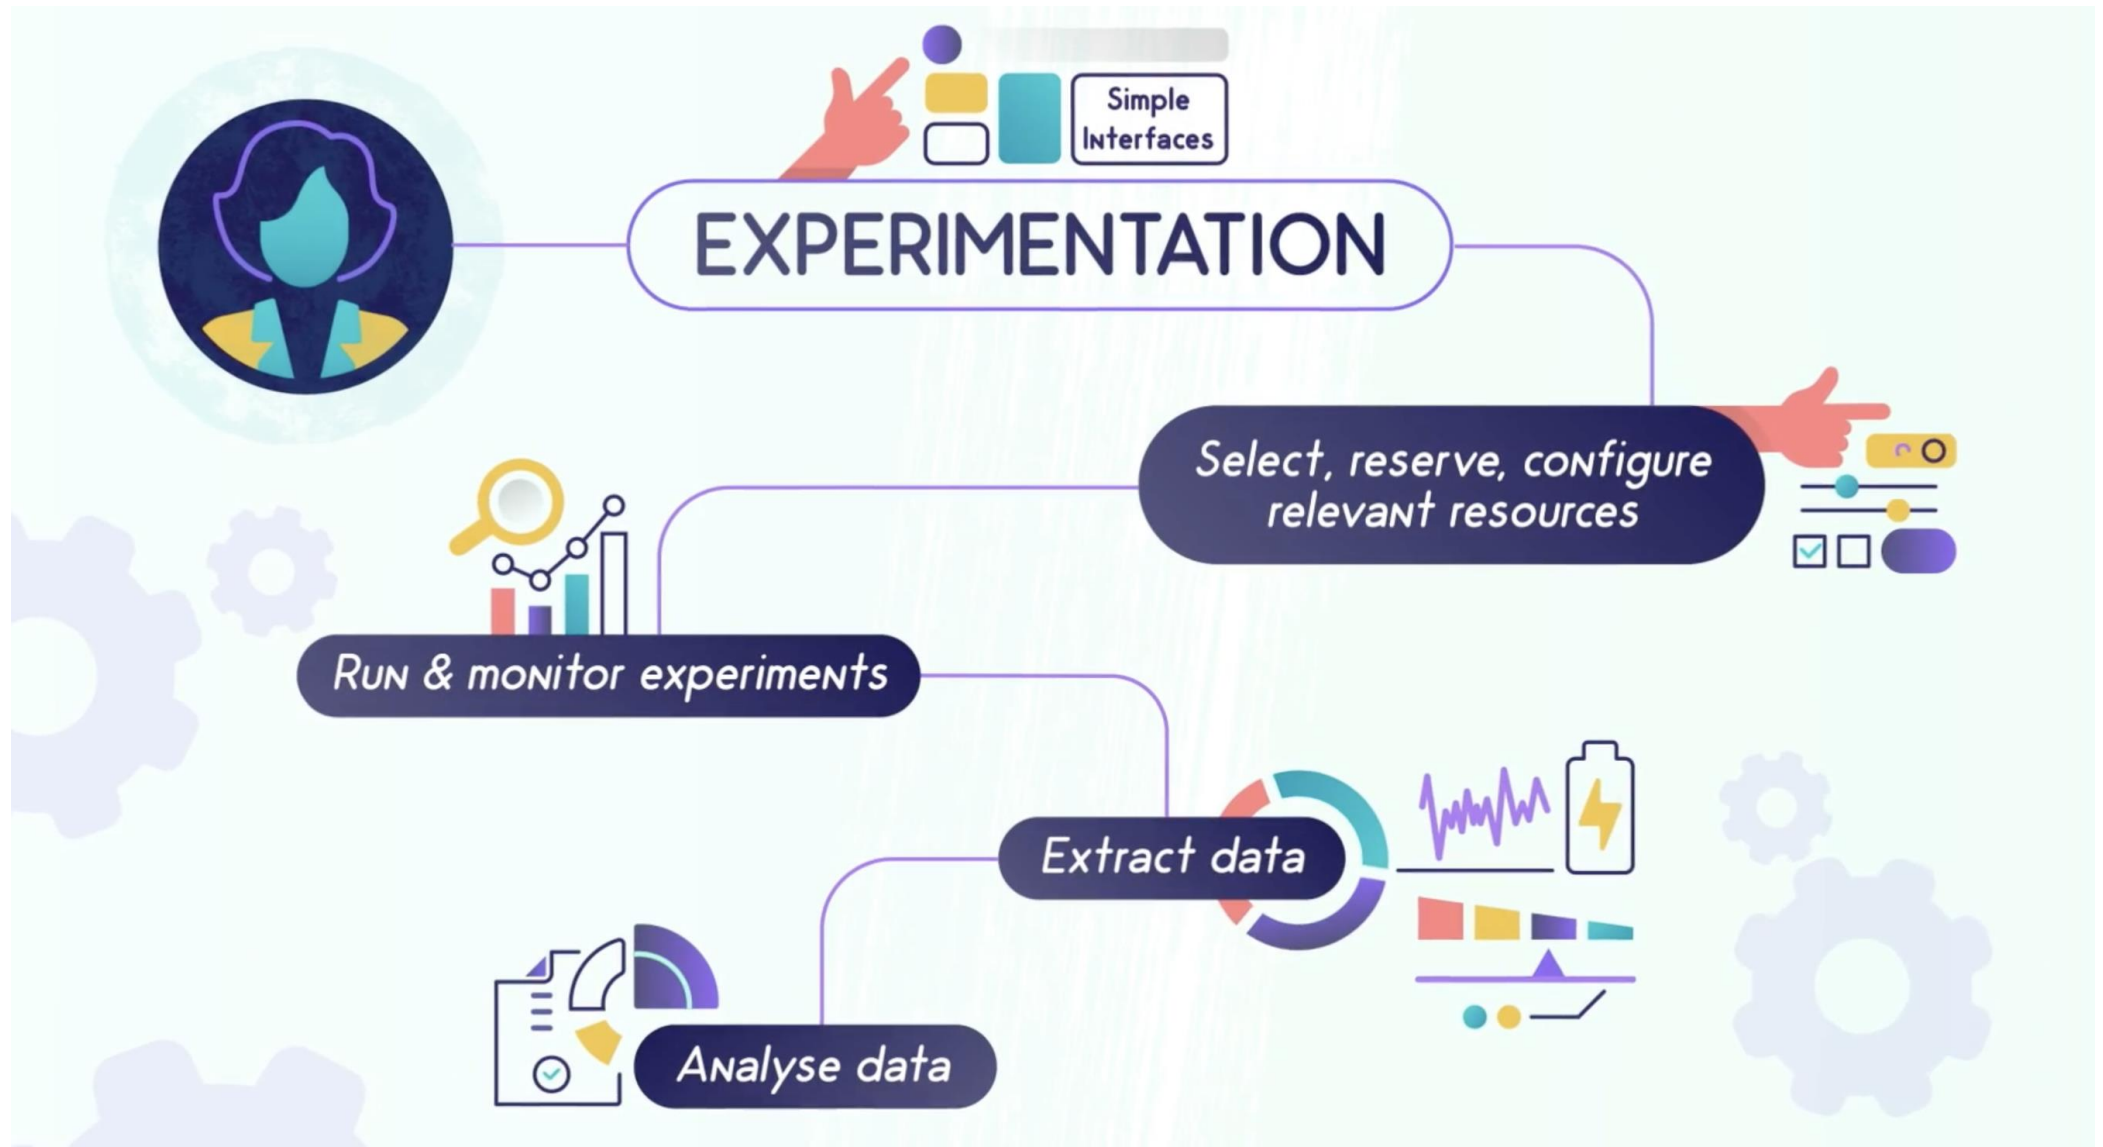 Simple
Interfaces
EXPERIMENTATION
Select, reserve, configure
relevant resources
Run & monitor experiments
Extract data
Analyse data